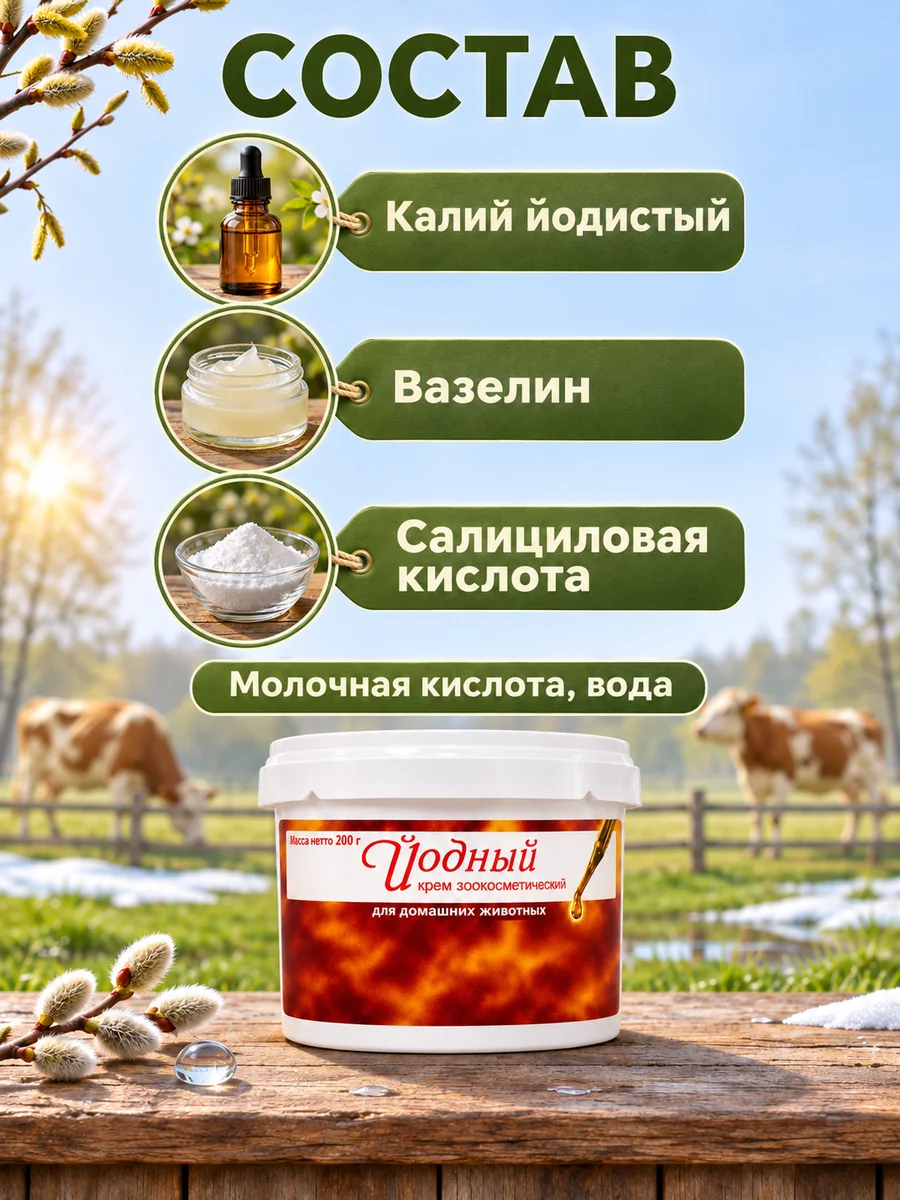 СОСТАВ
Калий йодистый
Вазелин
Салициловая
кислота
Молочная кислота, вода
Масса нетто 200 г
Йодный
крем зоокосметический
для домашних животных